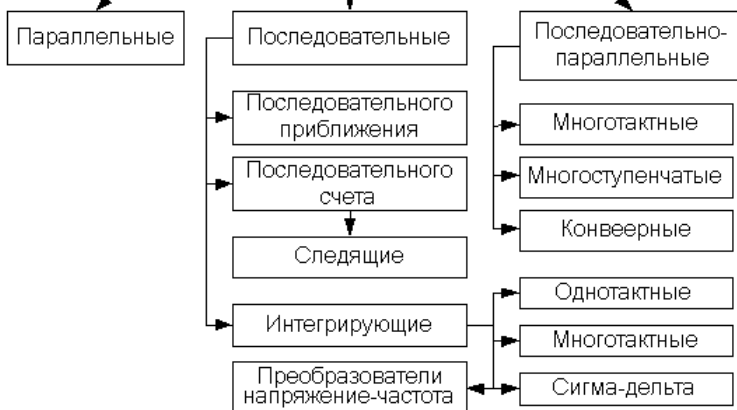 Параллельные
Последовательные
Последовательно-
параллельные
Последовательного
приближения
Последовательного
счета
Следящие
Интегрирующие
Преобразователи
напряжение-частота
Многотактные
Многоступенчатые
Конвеерные
Однотактные
Многотактные
Сигма-дельта